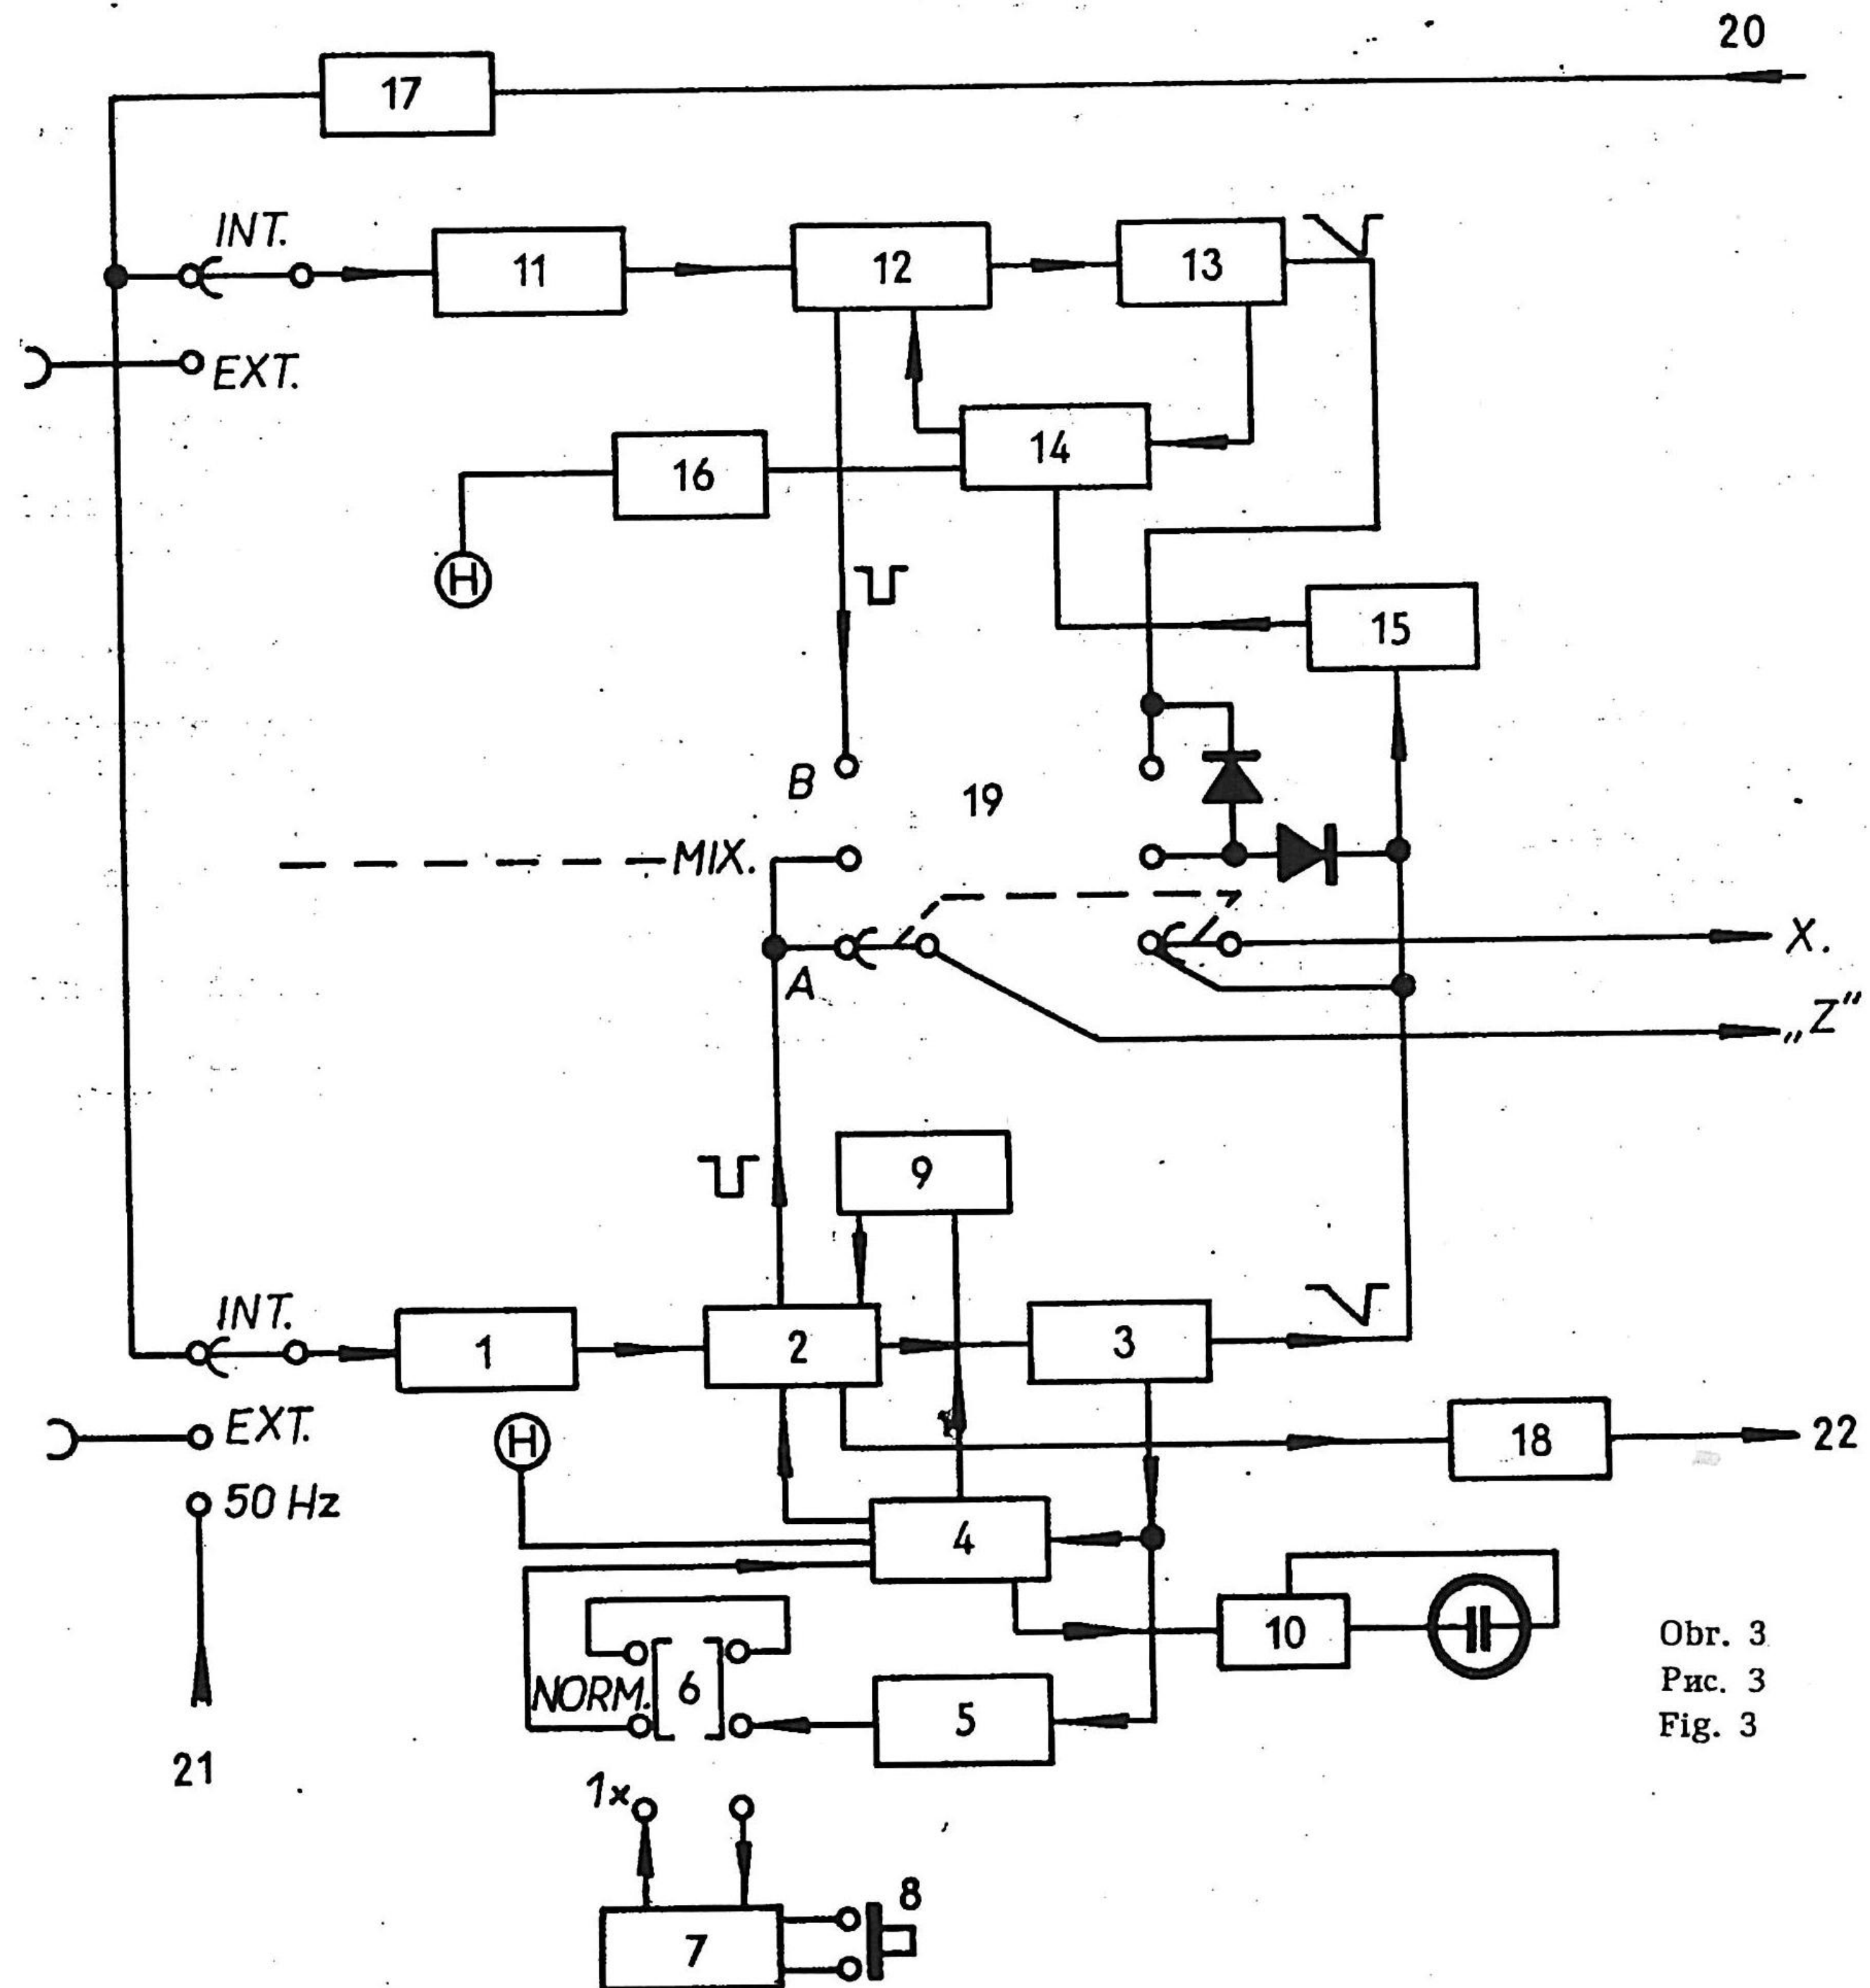 20
17
INT.
11
12
13
EXT.
14
16
H
15
B
19
MIX.
X.
A
„Z"
9
INT.
1
2
3
EXT.
H
18
22
50 Hz
4
10
Obr. 3
NORM.
6
5
Рис. 3
Fig. 3
21
1x
8
7